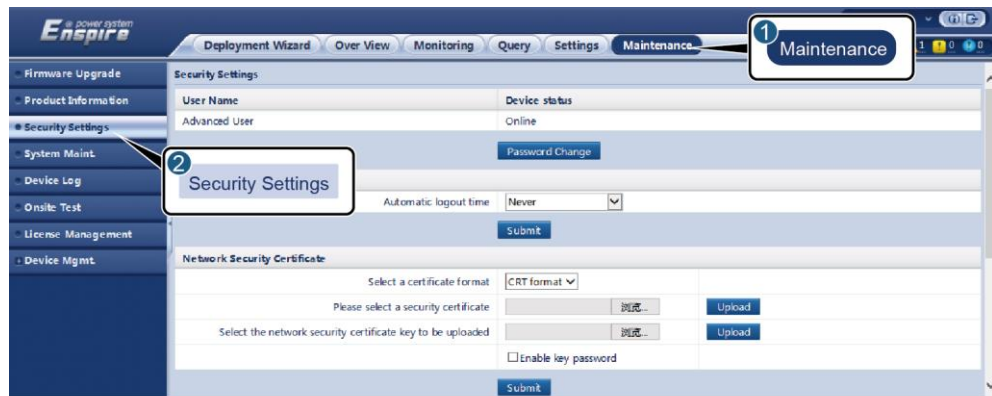 e power system
Enspire
Deployment Wizard Over View Monitoring Query Settings Maintenance
1 Maintenance
1 0 0
Firmware Upgrade
Product Information
Security Settings
System Maint.
Device Log
Onsite Test
License Management
Device Mgmt.
2 Security Settings
Security Settings
User Name Device status
Advanced User Online
Password Change
Automatic logout time Never
Submit
Network Security Certificate
Select a certificate format CRT format
Please select a security certificate 浏览... Upload
Select the network security certificate key to be uploaded 浏览... Upload
Enable key password
Submit